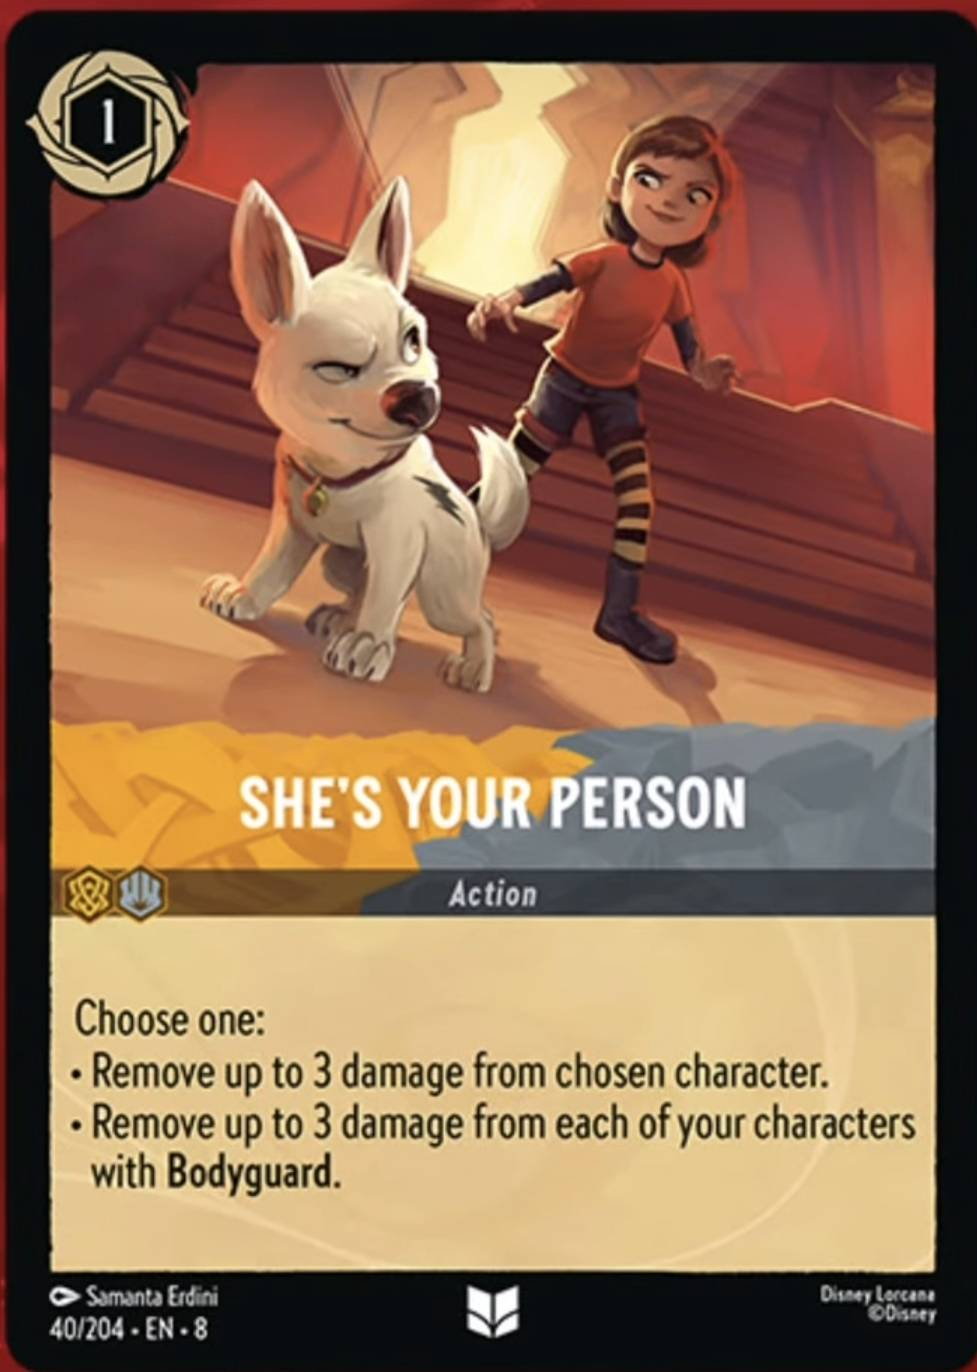 1
SHE'S YOUR PERSON
Action
Choose one:
• Remove up to 3 damage from chosen character.
• Remove up to 3 damage from each of your characters
with Bodyguard.
Samanta Erdini
40/204 • EN • 8
Disney Lorcana
©Disney